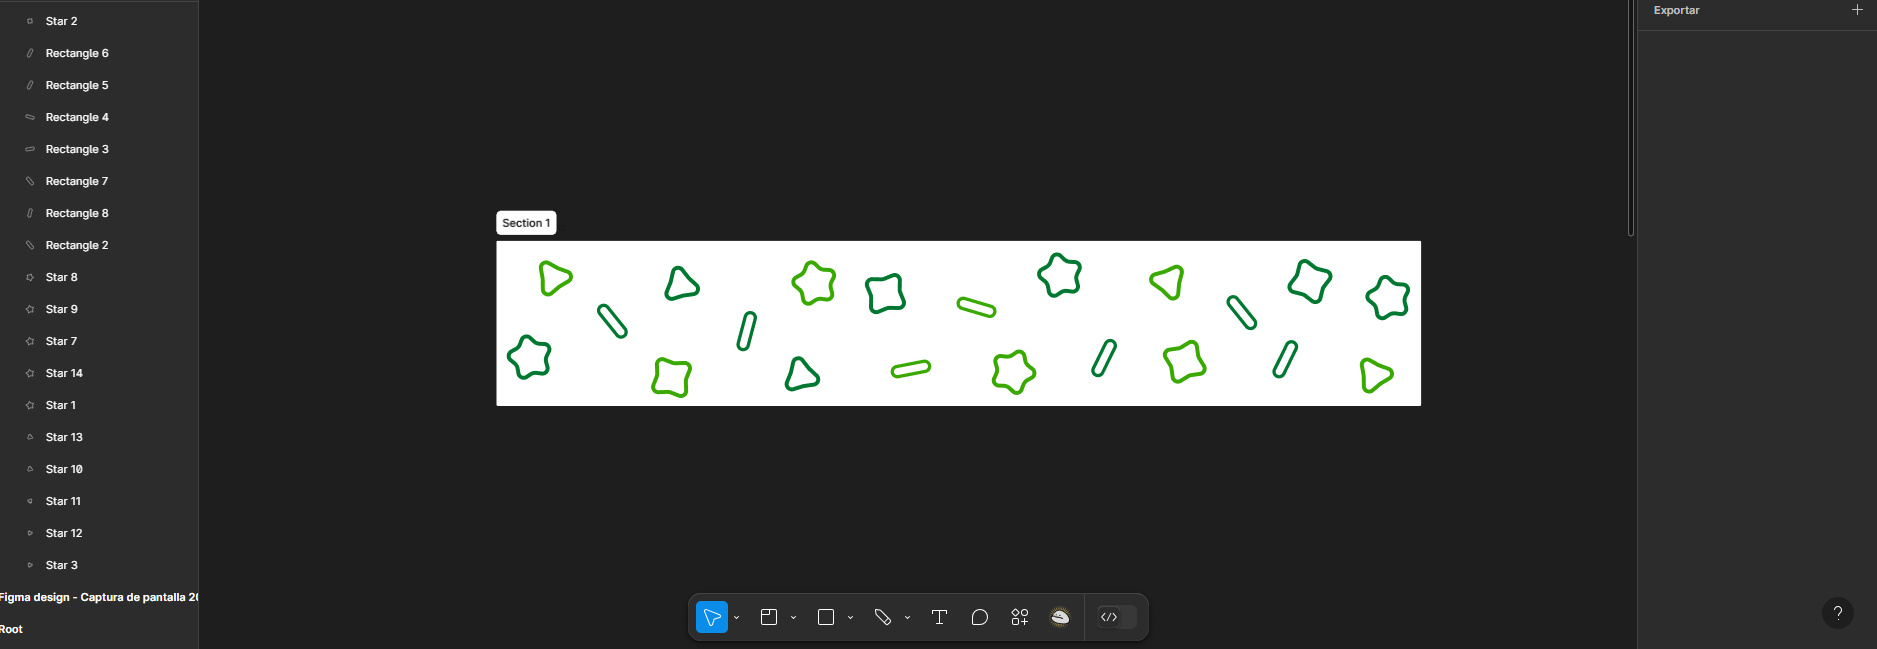 Star 2
Rectangle 6
Rectangle 5
Rectangle 4
Rectangle 3
Rectangle 7
Rectangle 8
Rectangle 2
Star 8
Star 9
Star 7
Star 14
Star 1
Star 13
Star 10
Star 11
Star 12
Star 3
Figma design - Captura de pantalla 20
Root
Section 1
Exportar